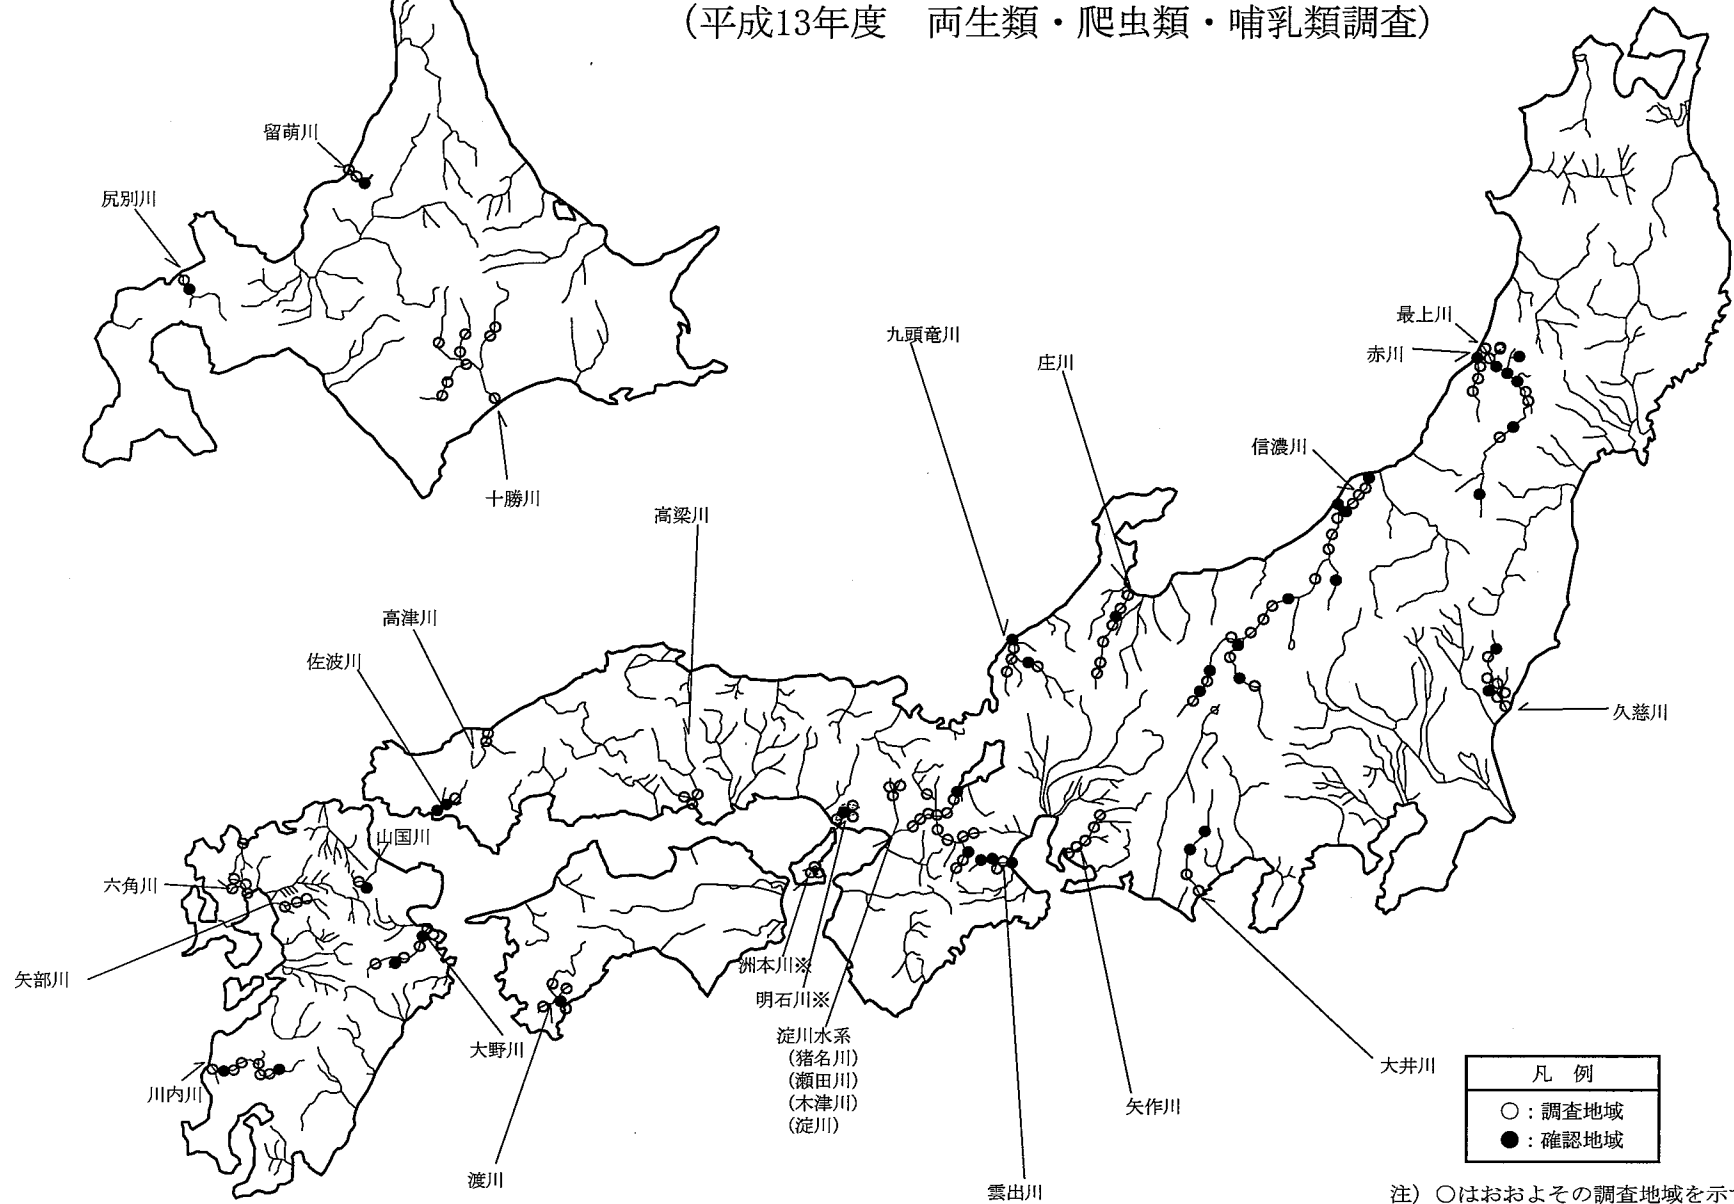 (平成13年度　両生類・爬虫類・哺乳類調査)
留萌川
尻別川
十勝川
最上川
赤川
九頭竜川
庄川
信濃川
高梁川
高津川
佐波川
久慈川
山国川
六角川
矢部川
洲本川※
明石川※
淀川水系
(猪名川)
(瀬田川)
(木津川)
(淀川)
大野川
川内川
渡川
雲出川
矢作川
大井川
凡　例
○：調査地域
●：確認地域
注）○はおおよその調査地域を示